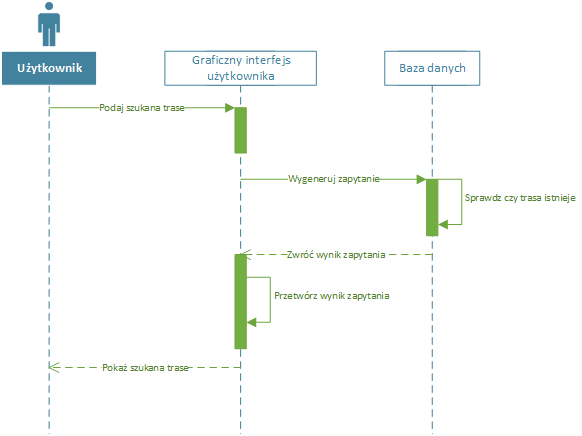 Użytkownik
Graficzny interfejs
użytkownika
Baza danych
Podaj szukana trase
Wygeneruj zapytanie
Sprawdz czy trasa istnieje
Zwróć wynik zapytania
Przetwórz wynik zapytania
Pokaż szukana trase